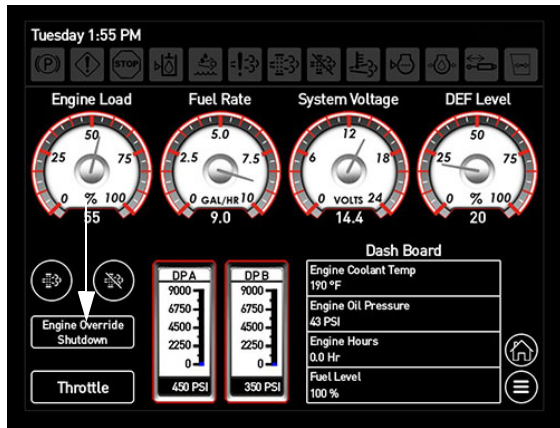 Tuesday 1:55 PM
(P) STOP
Engine Load Fuel Rate System Voltage DEF Level
50 5.0 12 50
25 75 2.5 7.5 6 18 25 75
0 % 100 0 GAL/HR 10 0 VOLTS 24 0 % 100
55 9.0 14.4 20
Dash Board
Engine Coolant Temp
190 °F
Engine Oil Pressure
43 PSI
Engine Hours
0.0 Hr
Fuel Level
100 %
DP A
9000
6750
4500
2250
0
450 PSI
DP B
9000
6750
4500
2250
0
350 PSI
Engine Override
Shutdown
Throttle